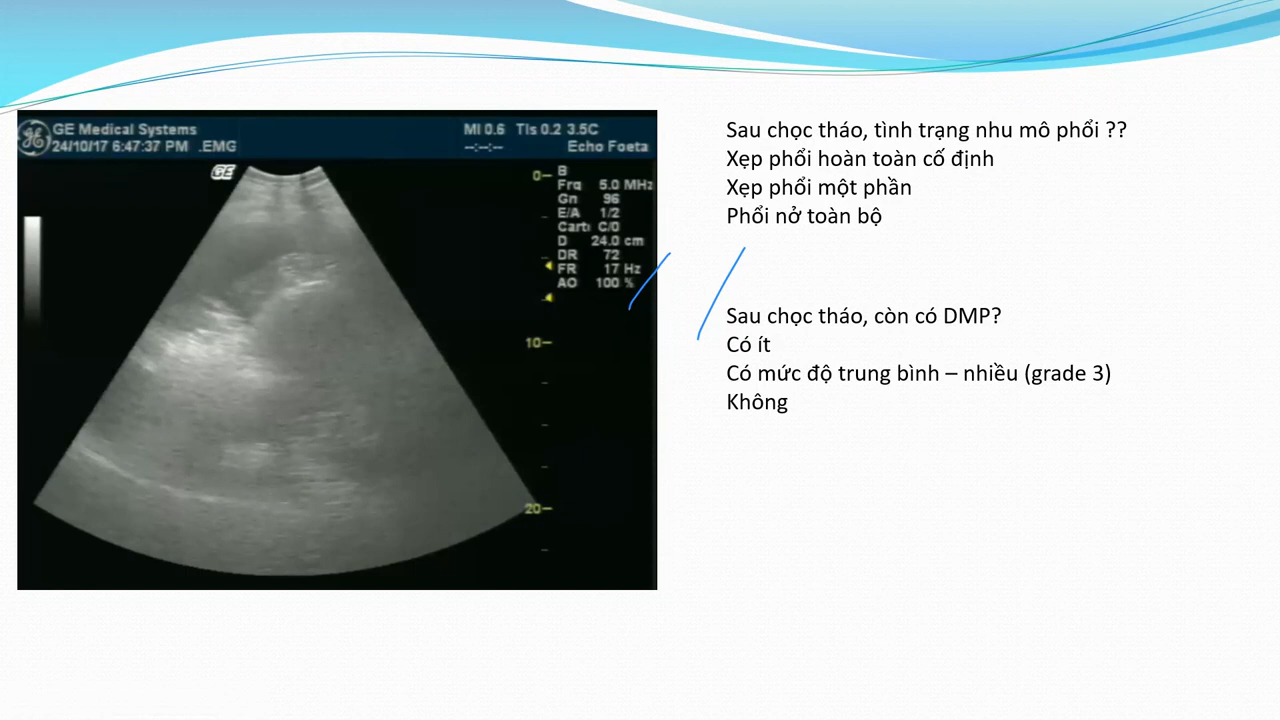 GE Medical Systems
24/10/17 6:47:37 PM .EMG
MI 0.6 TIs 0.2 3.5C
--:--:-- Echo Foeta
GE
0
10
20
B
Frq 5.0 MHz
Gn 96
E/A 1/2
Cart C/0
D 24.0 cm
DR 72
FR 17 Hz
AO 100 %
Sau chọc tháo, tình trạng nhu mô phổi ??
Xẹp phổi hoàn toàn cố định
Xẹp phổi một phần
Phổi nở toàn bộ
Sau chọc tháo, còn có DMP?
Có ít
Có mức độ trung bình – nhiều (grade 3)
Không